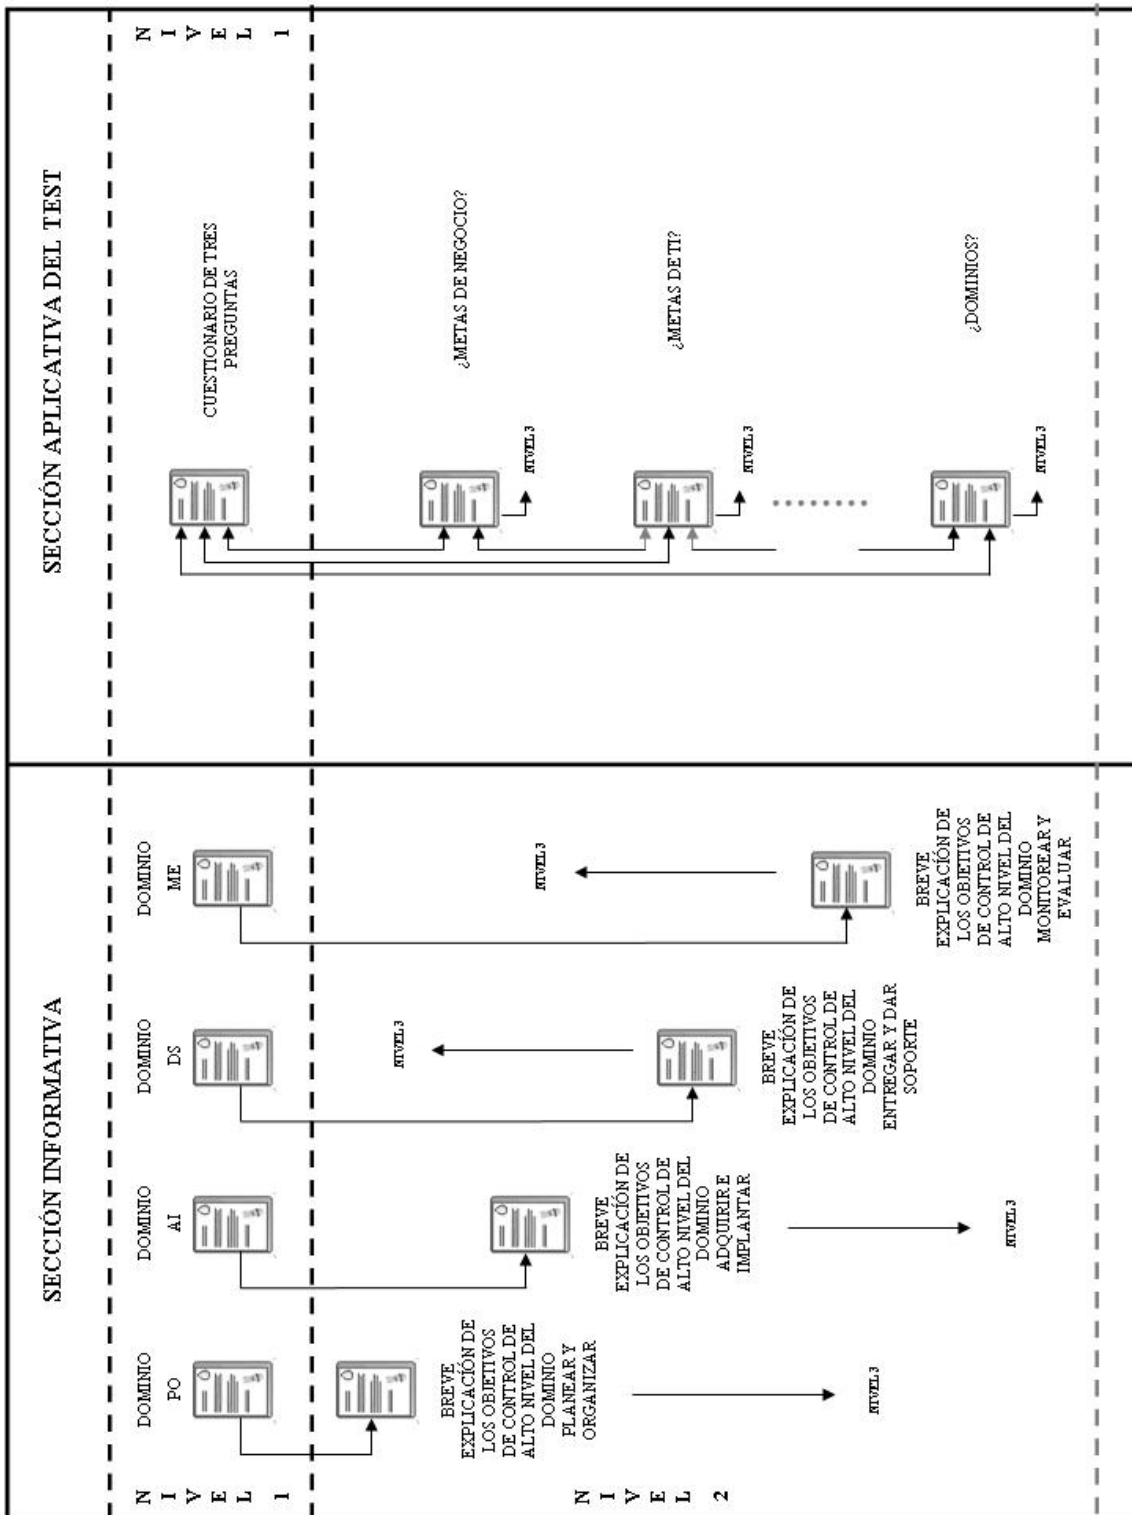 SECCIÓN INFORMATIVA
SECCIÓN APLICATIVA DEL TEST
N
I
V
E
L
1
DOMINIO
PO
DOMINIO
AI
DOMINIO
DS
DOMINIO
ME
CUESTIONARIO DE TRES
PREGUNTAS
N
I
V
E
L
1
N
I
V
E
L
2
BREVE
EXPLICACÍON DE
LOS OBJETIVOS
DE CONTROL DE
ALTO NIVEL DEL
DOMINIO
PLANEAR Y
ORGANIZAR
NIVEL 3
BREVE
EXPLICACÍON DE
LOS OBJETIVOS
DE CONTROL DE
ALTO NIVEL DEL
DOMINIO
ADQUIRIR E
IMPLANTAR
NIVEL 3
NIVEL 3
BREVE
EXPLICACÍON DE
LOS OBJETIVOS
DE CONTROL DE
ALTO NIVEL DEL
DOMINIO
ENTREGAR Y DAR
SOPORTE
NIVEL 3
BREVE
EXPLICACÍON DE
LOS OBJETIVOS
DE CONTROL DE
ALTO NIVEL DEL
DOMINIO
MONITOREAR Y
EVALUAR
¿METAS DE NEGOCIO?
NIVEL 3
¿METAS DE TI?
NIVEL 3
¿DOMINIOS?
NIVEL 3